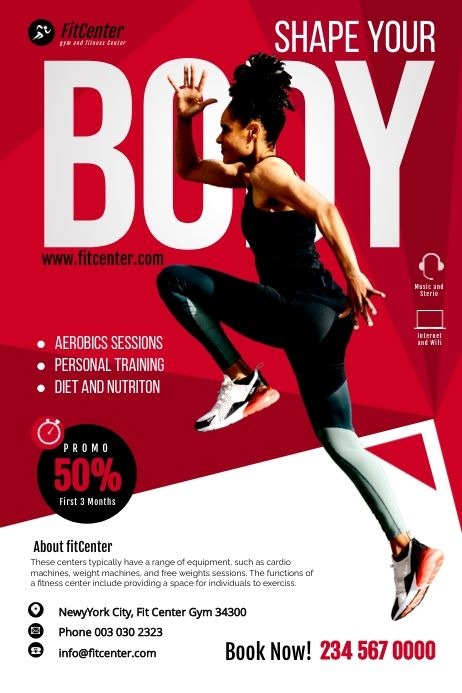 FitCenter
gym and fitness Center
SHAPE YOUR
BODY
www.fitcenter.com
Music and
Sterio
Internet
and Wifi
AEROBICS SESSIONS
PERSONAL TRAINING
DIET AND NUTRITON
PROMO
50%
First 3 Months
About fitCenter
These centers typically have a range of equipment, such as cardio
machines, weight machines, and free weights sessions. The functions of
a fitness center include providing a space for individuals to exerciss.
NewyYork City, Fit Center Gym 34300
Phone 003 030 2323
info@fitcenter.com
Book Now! 234 567 0000